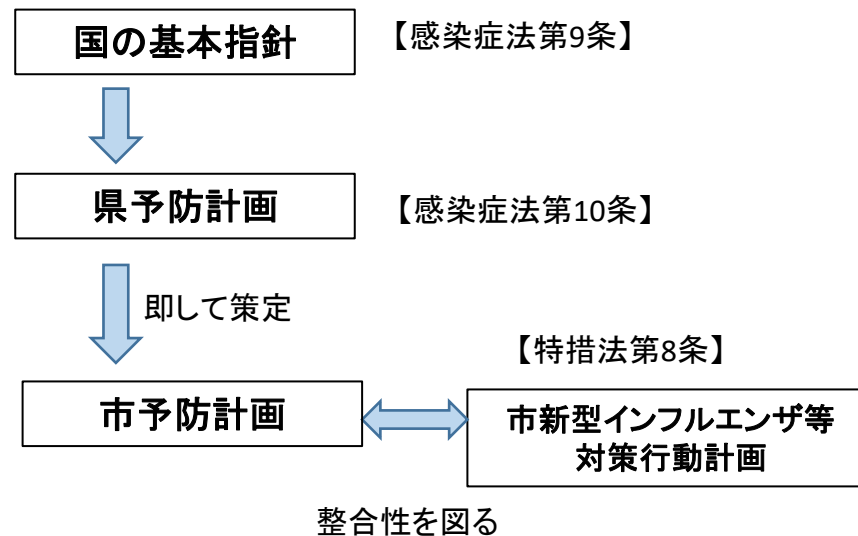 国の基本指針
【感染症法第9条】
県予防計画
【感染症法第10条】
即して策定
【特措法第8条】
市予防計画
市新型インフルエンザ等
対策行動計画
整合性を図る